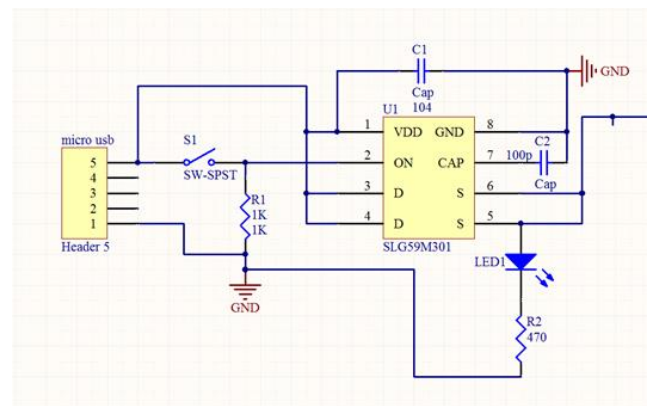 C1
Cap
104
GND
U1
micro usb
S1
SW-SPST
5
4
3
2
1
Header 5
R1
1K
1K
GND
1 VDD GND 8
2 ON CAP 7
3 D S 6
4 D S 5
SLG59M301
C2
100p
Cap
LED1
R2
470